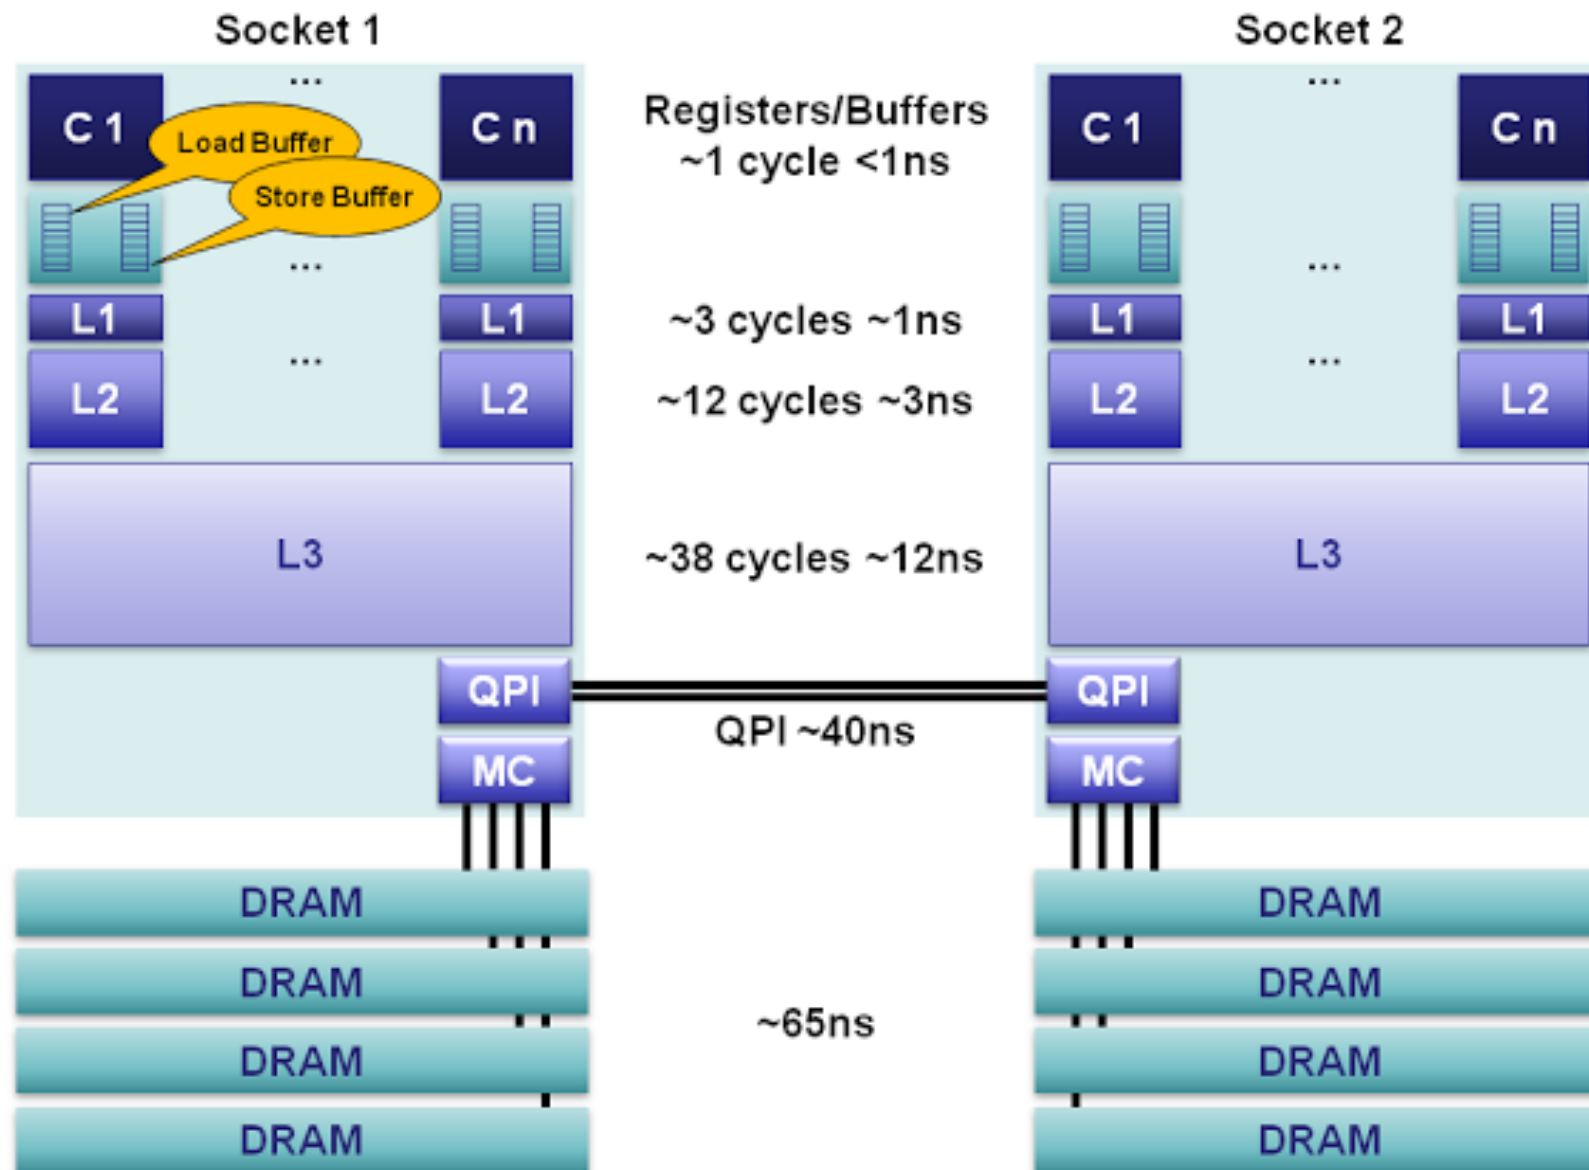 Socket 1
Socket 2
...
...
C 1
C n
Registers/Buffers
~1 cycle <1ns
C 1
C n
Load Buffer
Store Buffer
...
...
L1
L1
~3 cycles ~1ns
L1
L1
...
...
L2
L2
~12 cycles ~3ns
L2
L2
L3
~38 cycles ~12ns
L3
QPI
QPI
QPI ~40ns
MC
MC
DRAM
DRAM
DRAM
DRAM
~65ns
DRAM
DRAM
DRAM
DRAM